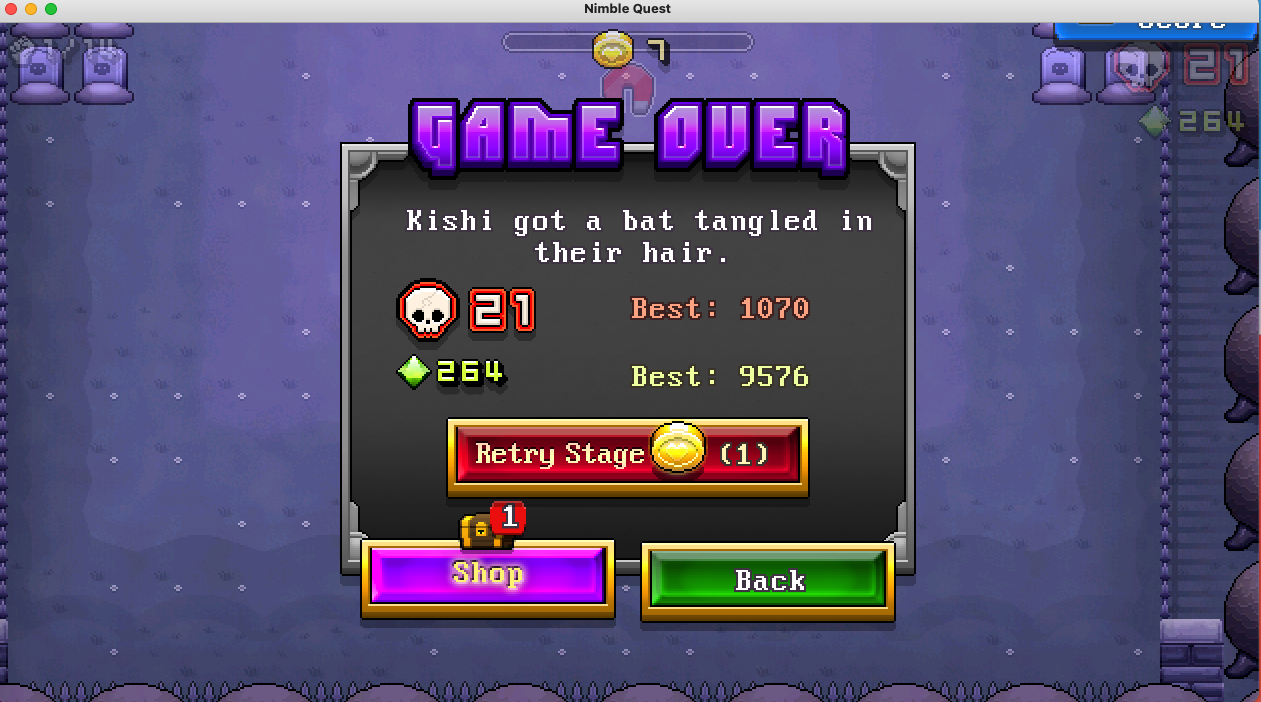 Nimble Quest
Score
7
21
264
GAME OVER
Kishi got a bat tangled in
their hair.
21
Best: 1070
264
Best: 9576
Retry Stage (1)
1
Shop
Back